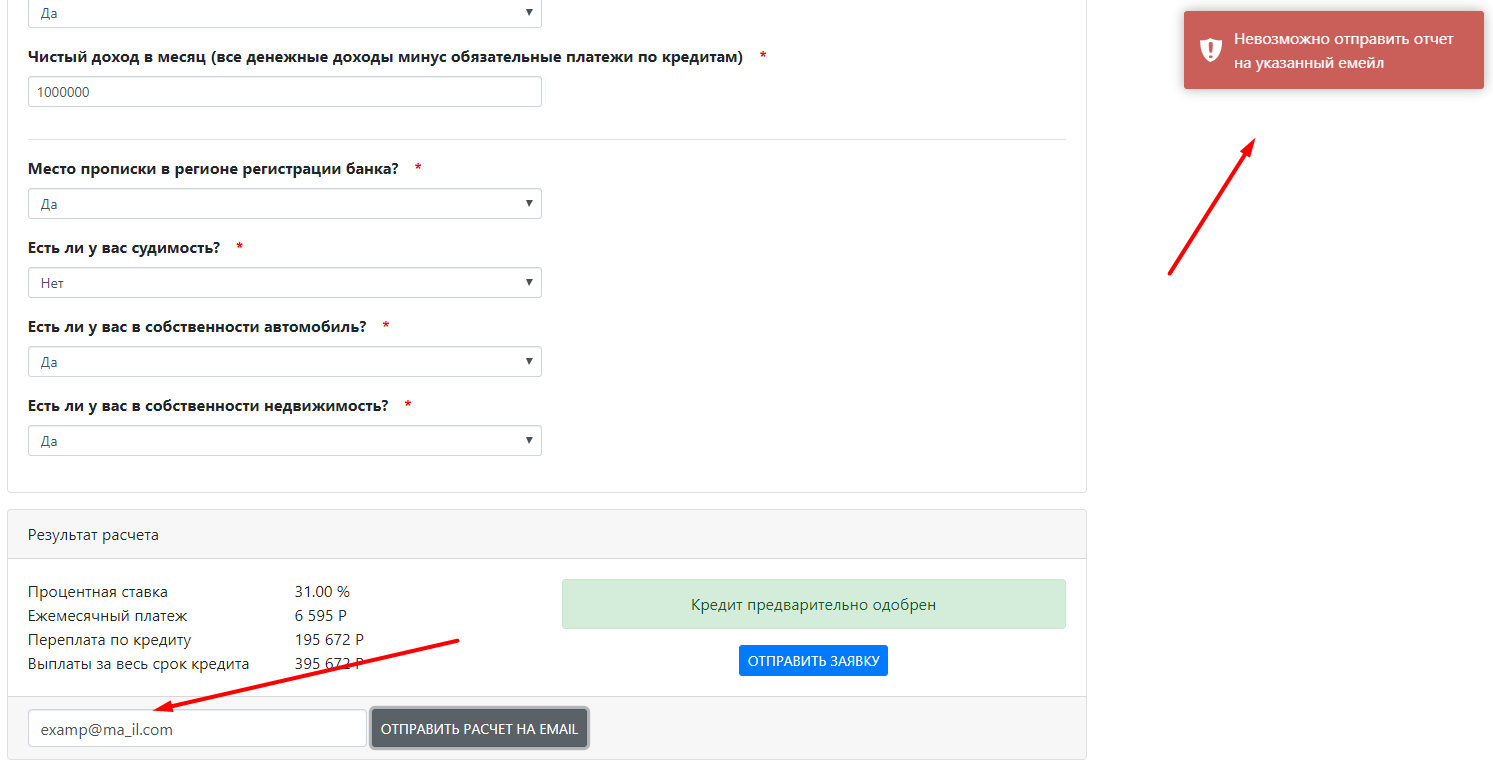 Да ▼
Невозможно отправить отчет
на указанный емейл
Чистый доход в месяц (все денежные доходы минус обязательные платежи по кредитам) *
1000000
Место прописки в регионе регистрации банка? *
Да ▼
Есть ли у вас судимость? *
Нет ▼
Есть ли у вас в собственности автомобиль? *
Да ▼
Есть ли у вас в собственности недвижимость? *
Да ▼
Результат расчета
Процентная ставка 31.00 %
Ежемесячный платеж 6 595 Р
Переплата по кредиту 195 672 Р
Выплаты за весь срок кредита 395 672 Р
Кредит предварительно одобрен
ОТПРАВИТЬ ЗАЯВКУ
examp@ma_il.com
ОТПРАВИТЬ РАСЧЕТ НА EMAIL